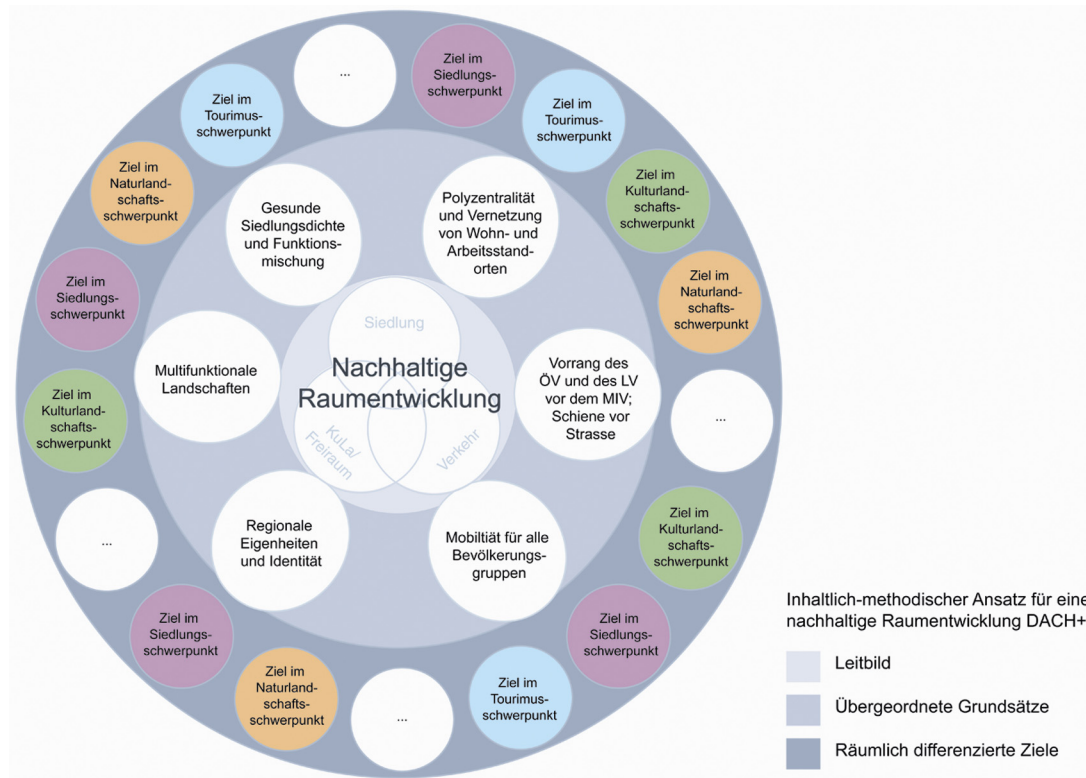 ...
Ziel im
Siedlungs-
schwerpunkt
Ziel im
Tourimus-
schwerpunkt
Ziel im
Kulturland-
schafts-
schwerpunkt
Ziel im
Naturland-
schafts-
schwerpunkt
...
Ziel im
Kulturland-
schafts-
schwerpunkt
Ziel im
Siedlungs-
schwerpunkt
Ziel im
Tourimus-
schwerpunkt
...
Ziel im
Naturland-
schafts-
schwerpunkt
Ziel im
Siedlungs-
schwerpunkt
...
Ziel im
Kulturland-
schafts-
schwerpunkt
Ziel im
Siedlungs-
schwerpunkt
Ziel im
Naturland-
schafts-
schwerpunkt
Ziel im
Tourimus-
schwerpunkt
Gesunde
Siedlungsdichte
und Funktions-
mischung
Polyzentralität
und Vernetzung
von Wohn- und
Arbeitsstand-
orten
Vorrang des
ÖV und des LV
vor dem MIV;
Schiene vor
Strasse
Mobiltiät für alle
Bevölkerungs-
gruppen
Regionale
Eigenheiten
und Identität
Multifunktionale
Landschaften
Siedlung
Nachhaltige
Raumentwicklung
KuLa/
Freiraum
Verkehr
Inhaltlich-methodischer Ansatz für eine
nachhaltige Raumentwicklung DACH+
Leitbild
Übergeordnete Grundsätze
Räumlich differenzierte Ziele